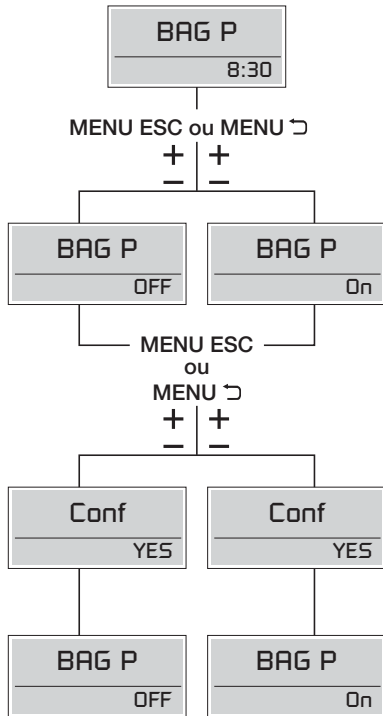 BAG P
8:30
MENU ESC ou MENU ⮌
+ +
– –
BAG P
OFF
BAG P
On
MENU ESC
ou
MENU ⮌
+ +
– –
Conf
YES
Conf
YES
BAG P
OFF
BAG P
On